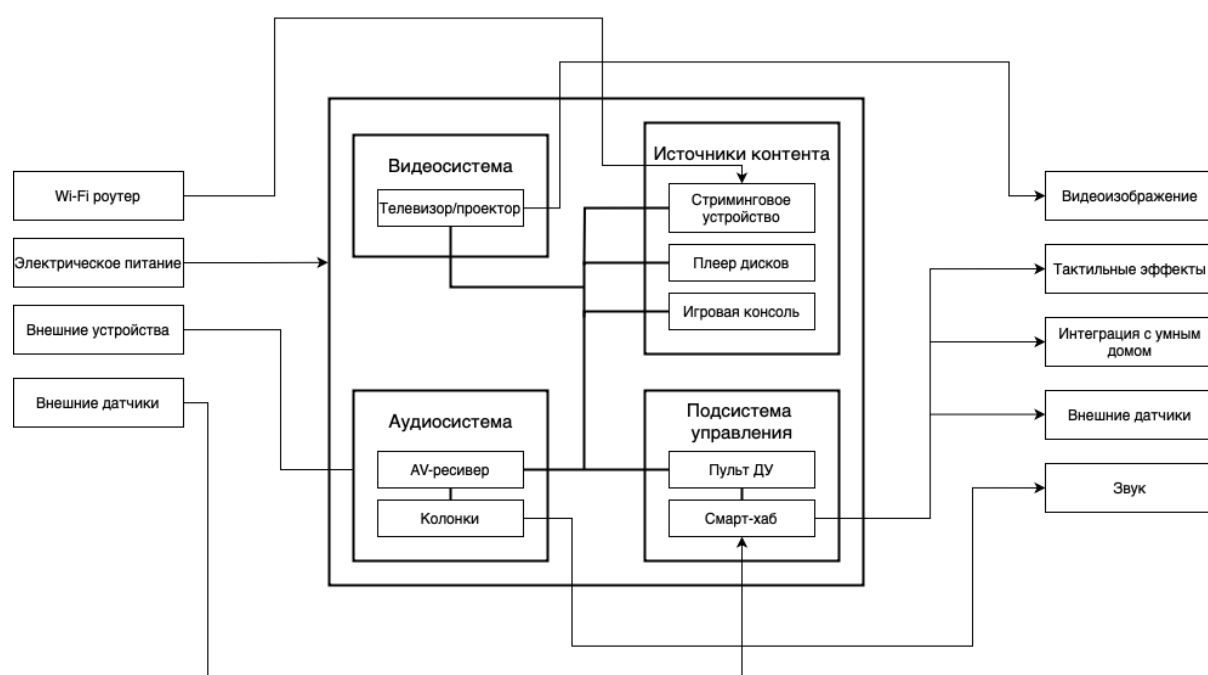 Wi-Fi роутер
Электрическое питание
Внешние устройства
Внешние датчики
Видеосистема
Телевизор/проектор
Источники контента
Стриминговое
устройство
Плеер дисков
Игровая консоль
Аудиосистема
AV-ресивер
Колонки
Подсистема
управления
Пульт ДУ
Смарт-хаб
Видеоизображение
Тактильные эффекты
Интеграция с умным
домом
Внешние датчики
Звук